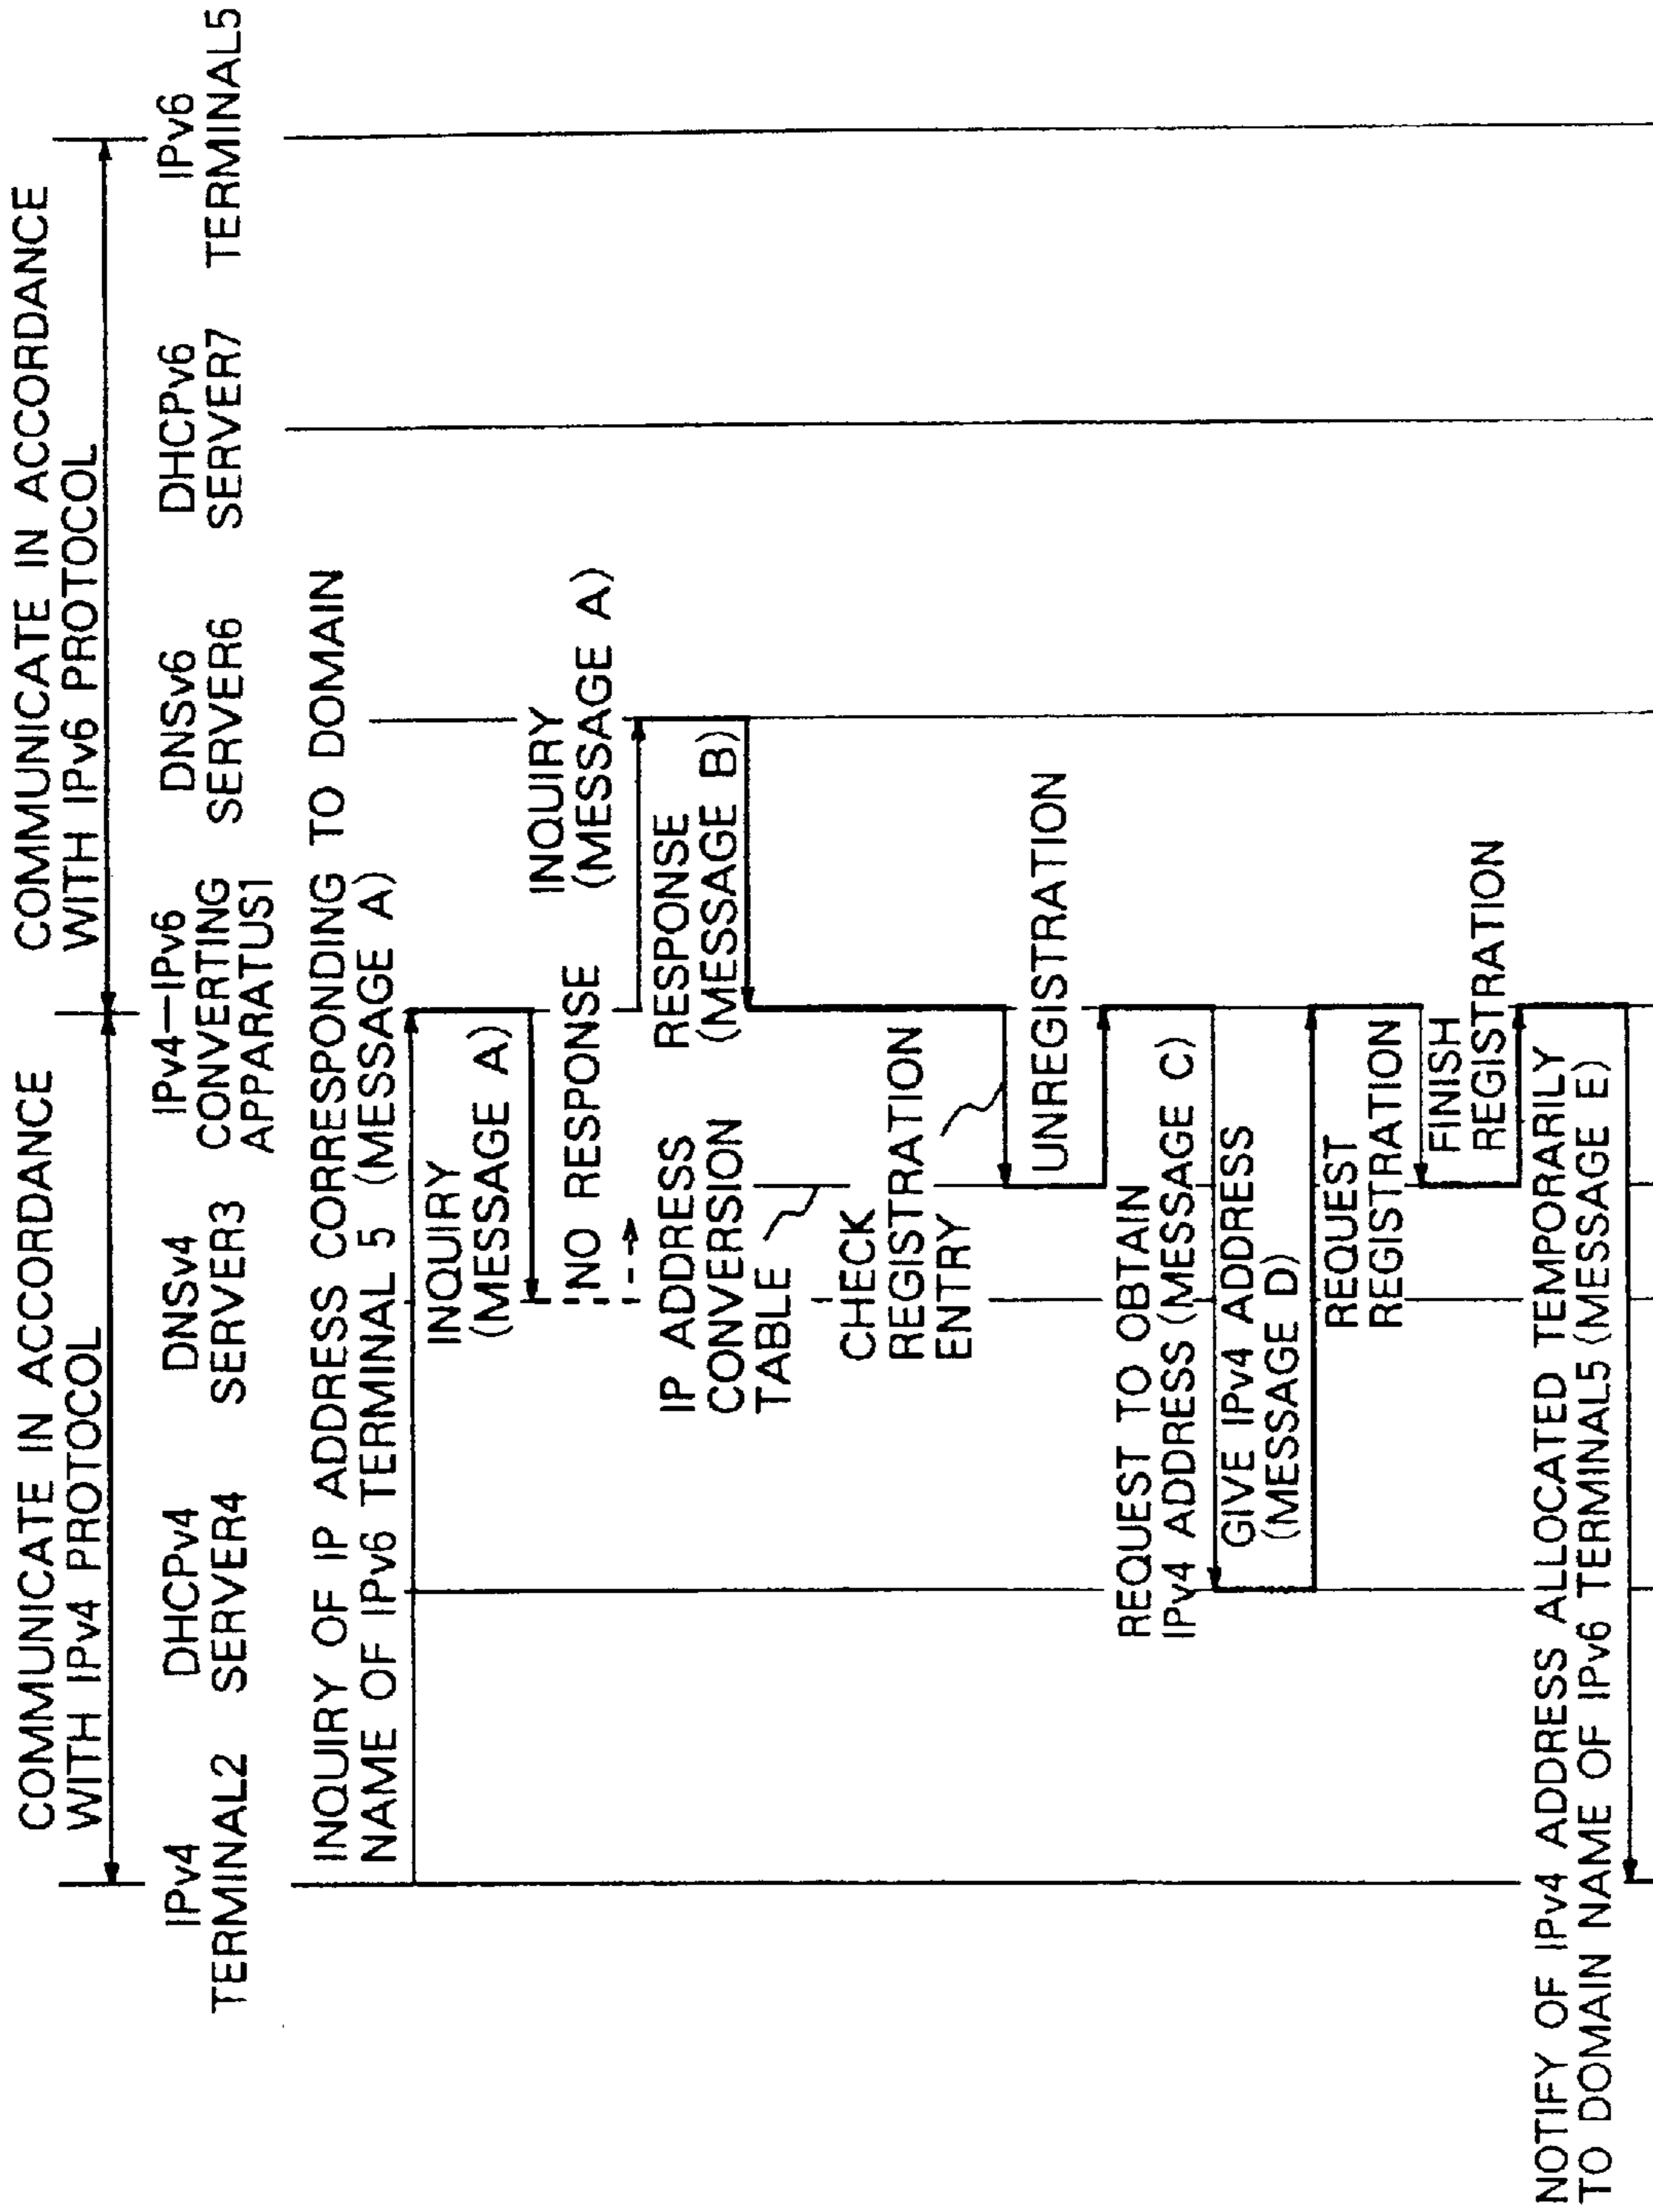 COMMUNICATE IN ACCORDANCE
WITH IPv4 PROTOCOL
COMMUNICATE IN ACCORDANCE
WITH IPv6 PROTOCOL
IPv4
TERMINAL2
DHCPv4
SERVER4
DNSv4
SERVER3
IPv4-IPv6
CONVERTING
APPARATUS1
DNSv6
SERVER6
DHCPv6
SERVER7
IPv6
TERMINAL5
INQUIRY OF IP ADDRESS CORRESPONDING TO DOMAIN
NAME OF IPv6 TERMINAL 5 (MESSAGE A)
INQUIRY
(MESSAGE A)
NO RESPONSE
INQUIRY
(MESSAGE A)
RESPONSE
(MESSAGE B)
IP ADDRESS
CONVERSION
TABLE
CHECK
REGISTRATION
ENTRY
UNREGISTRATION
REQUEST TO OBTAIN
IPv4 ADDRESS (MESSAGE C)
GIVE IPv4 ADDRESS
(MESSAGE D)
REQUEST
REGISTRATION
FINISH
REGISTRATION
NOTIFY OF IPv4 ADDRESS ALLOCATED TEMPORARILY
TO DOMAIN NAME OF IPv6 TERMINAL5 (MESSAGE E)